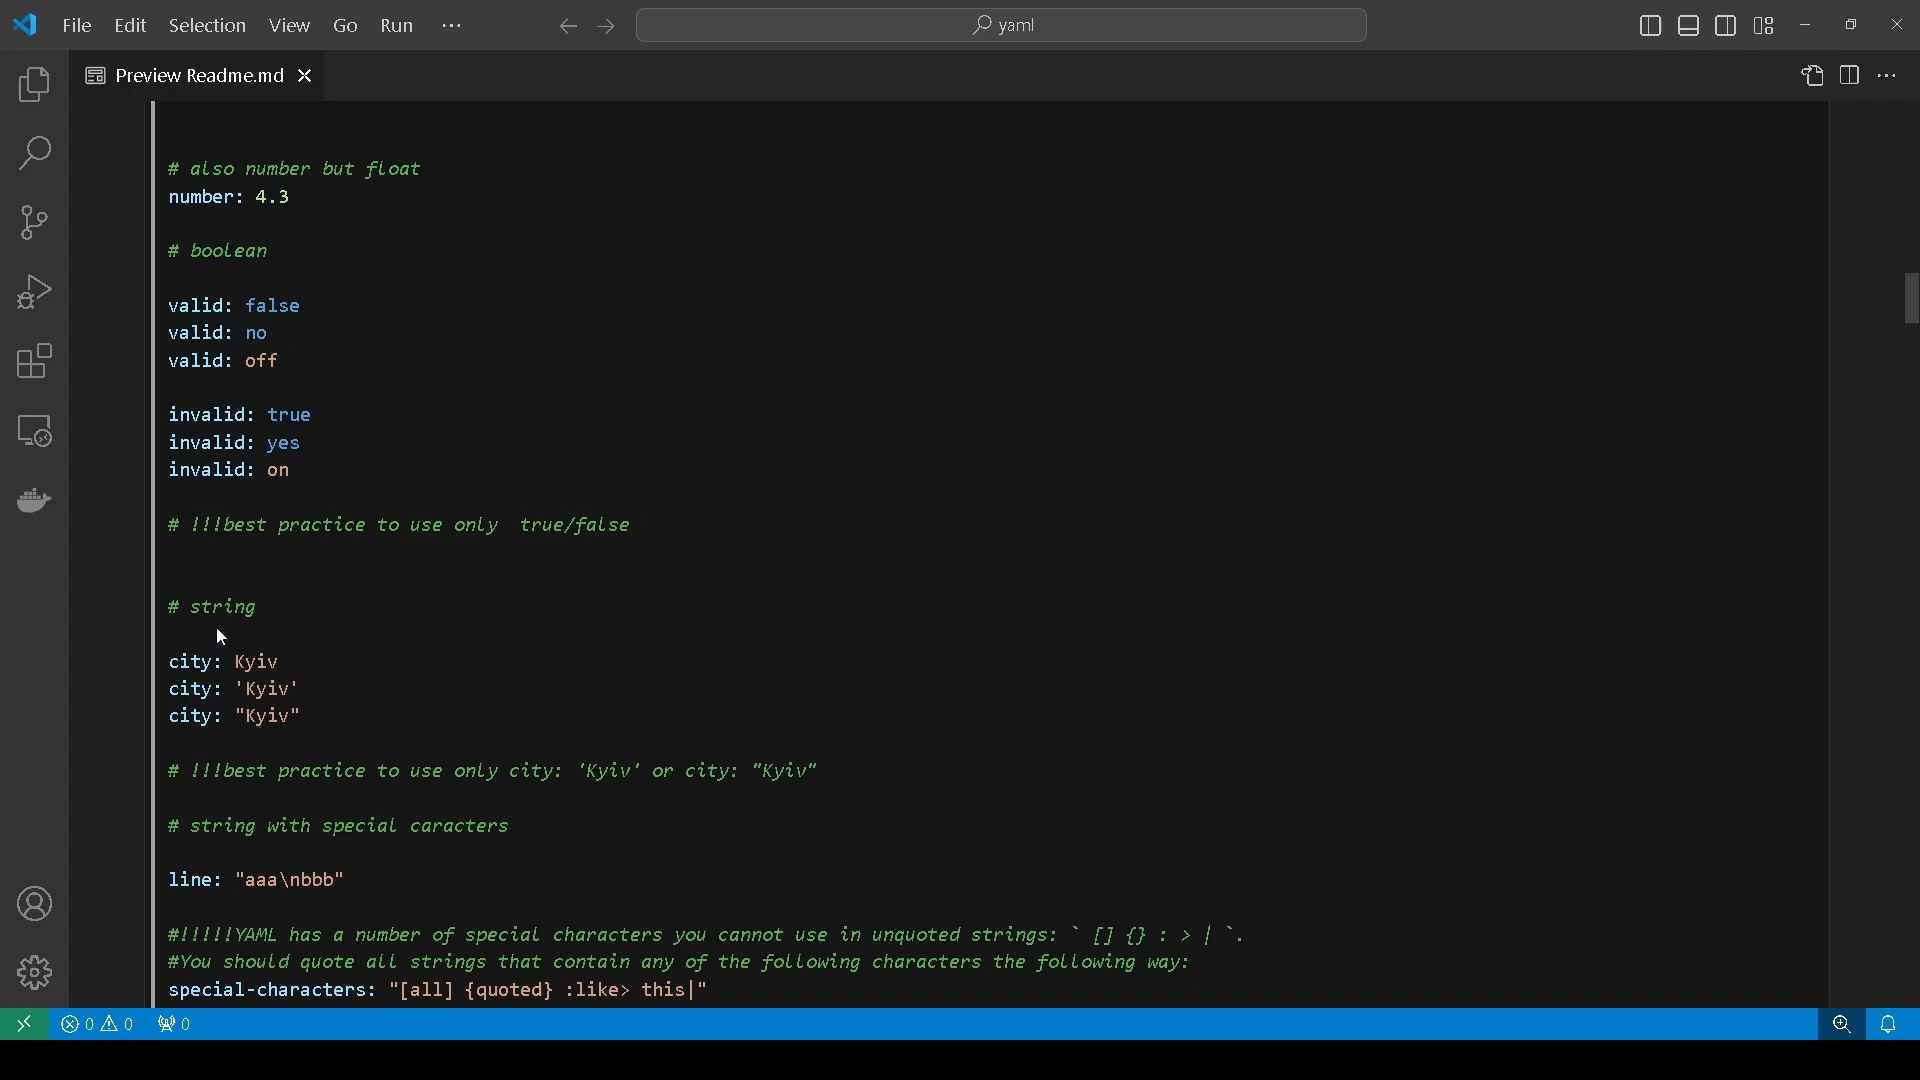 File Edit Selection View Go Run ···
yaml
Preview Readme.md
# also number but float
number: 4.3
# boolean
valid: false
valid: no
valid: off
invalid: true
invalid: yes
invalid: on
# !!!best practice to use only  true/false
# string
city: Kyiv
city: 'Kyiv'
city: "Kyiv"
# !!!best practice to use only city: 'Kyiv' or city: "Kyiv"
# string with special caracters
line: "aaa\nbbb"
#!!!!!YAML has a number of special characters you cannot use in unquoted strings: ` [] {} : > | `.
#You should quote all strings that contain any of the following characters the following way:
special-characters: "[all] {quoted} :like> this|"
0 0 0